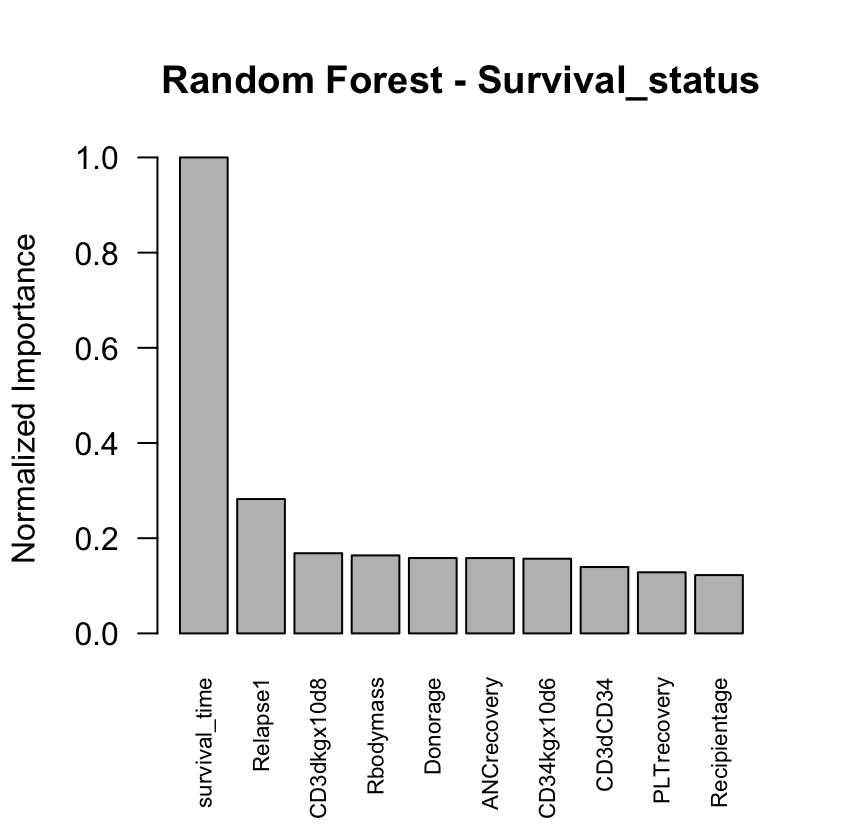 Random Forest - Survival_status
Normalized Importance
1.0
0.8
0.6
0.4
0.2
0.0
survival_time
Relapse1
CD3dkgx10d8
Rbodymass
Donorage
ANCrecovery
CD34kgx10d6
CD3dCD34
PLTrecovery
Recipientage